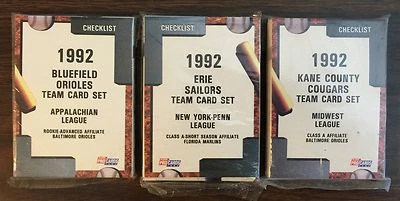 CHECKLIST
1992
BLUEFIELD
ORIOLES
TEAM CARD SET
APPALACHIAN
LEAGUE
ROOKIE-ADVANCED AFFILIATE
BALTIMORE ORIOLES
CHECKLIST
1992
ERIE
SAILORS
TEAM CARD SET
NEW YORK-PENN
LEAGUE
CLASS A-SHORT SEASON AFFILIATE
FLORIDA MARLINS
CHECKLIST
1992
KANE COUNTY
COUGARS
TEAM CARD SET
MIDWEST
LEAGUE
CLASS A AFFILIATE
BALTIMORE ORIOLES